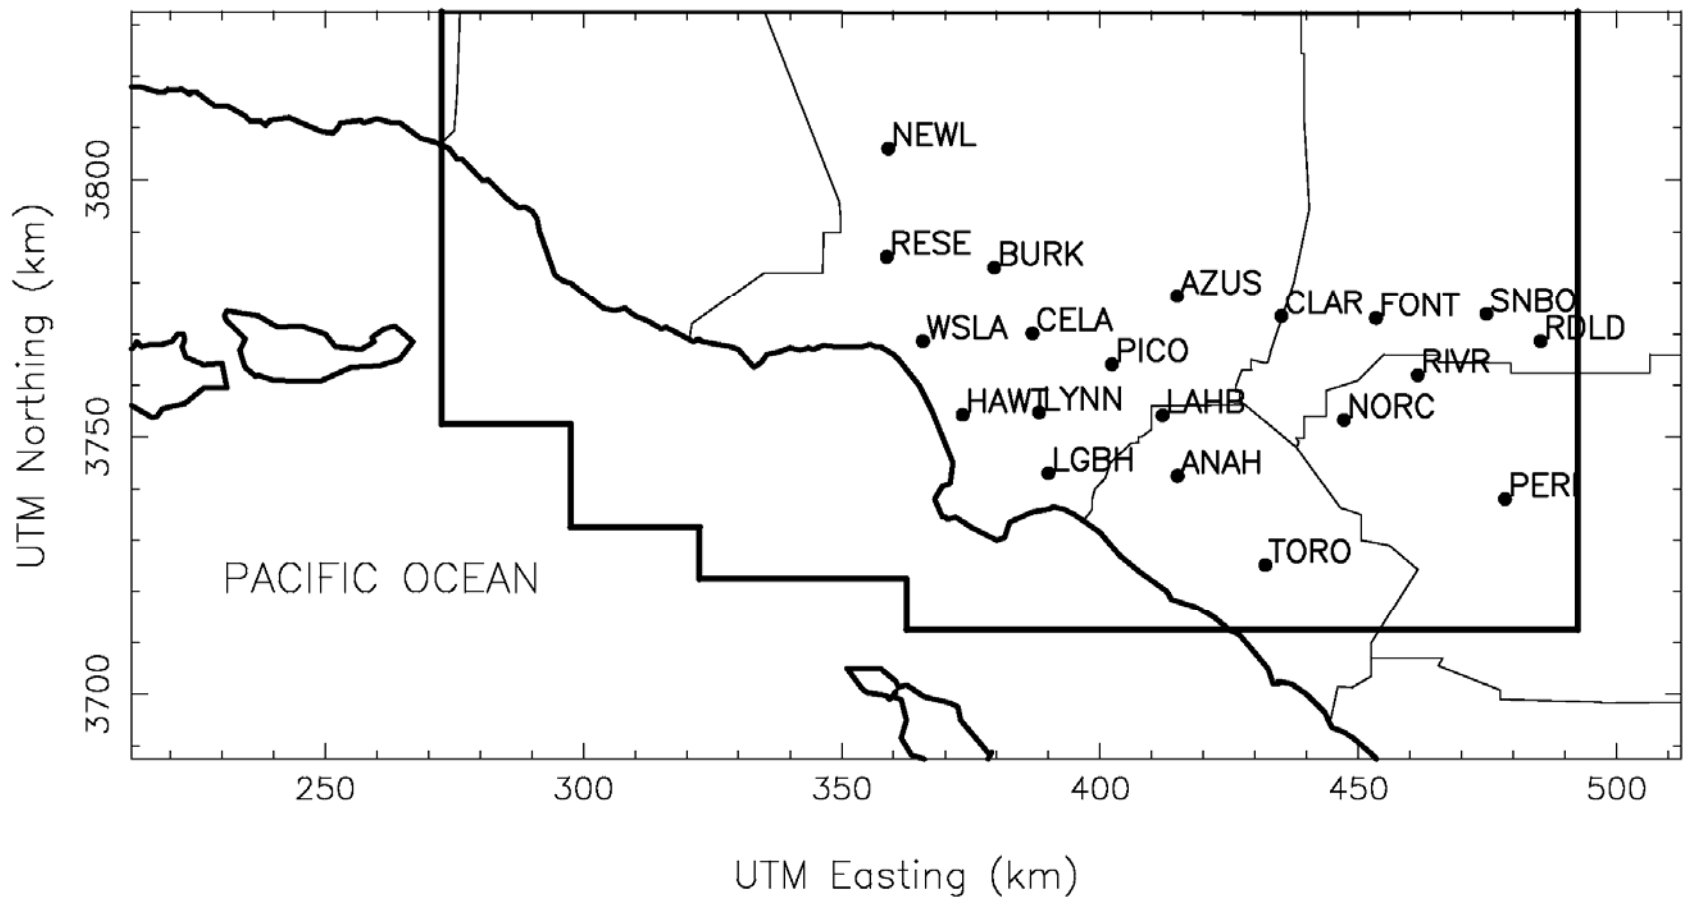 NEWL
3800
RESE
BURK
AZUS
SNBO
CLAR
FONT
WSLA
CELA
RDLD
PICO
RIVR
HAWT
LYNN
LAHB
NORC
3750
LGBH
ANAH
PERI
TORO
PACIFIC OCEAN
3700
UTM Northing (km)
250 300 350 400 450 500
UTM Easting (km)